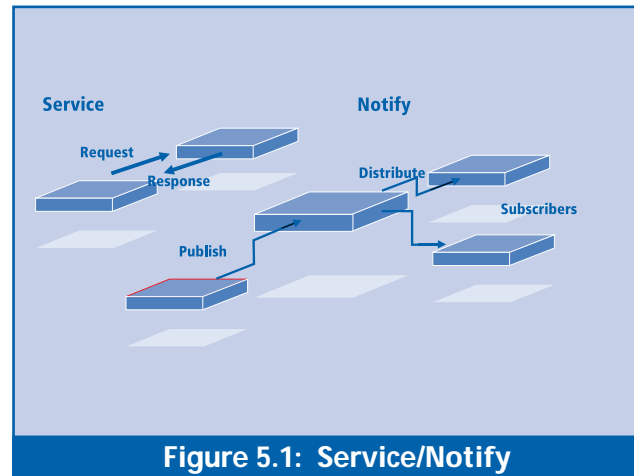 Service
Notify
Request
Response
Distribute
Subscribers
Publish
Figure 5.1: Service/Notify